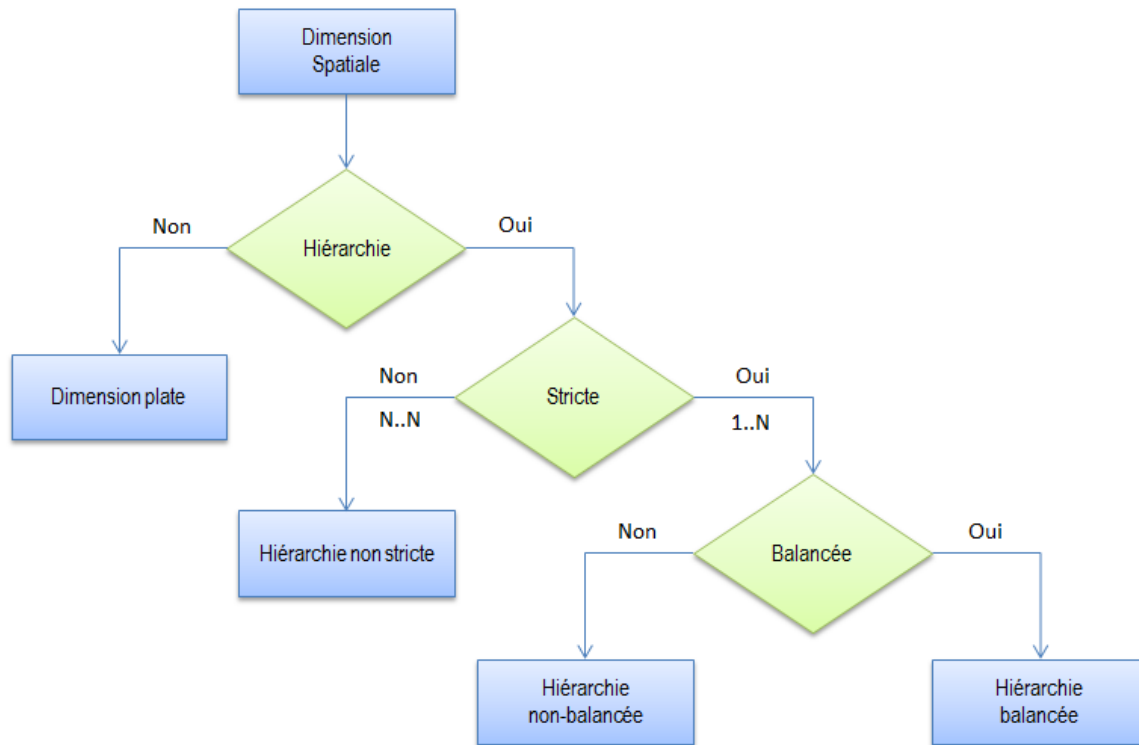 Dimension
Spatiale
Non
Oui
Hiérarchie
Dimension plate
Non
Oui
Stricte
N..N
1..N
Hiérarchie non stricte
Non
Oui
Balancée
Hiérarchie
non-balancée
Hiérarchie
balancée